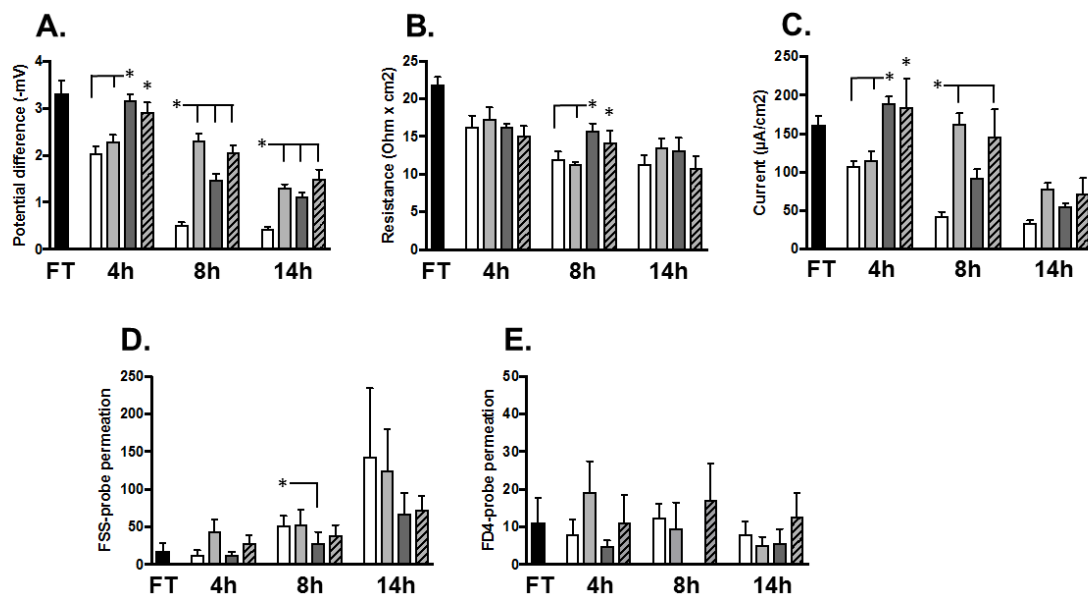 A.
B.
C.
Potential difference (-mV)
4
3
2
1
0
* *
*
*
FT 4h 8h 14h
Resistance (Ohm x cm2)
25
20
15
10
5
0
* *
FT 4h 8h 14h
Current (µA/cm2)
250
200
150
100
50
0
* *
*
FT 4h 8h 14h
D.
E.
FSS-probe permeation
250
200
150
100
50
0
*
FT 4h 8h 14h
FD4-probe permeation
50
40
30
20
10
0
FT 4h 8h 14h